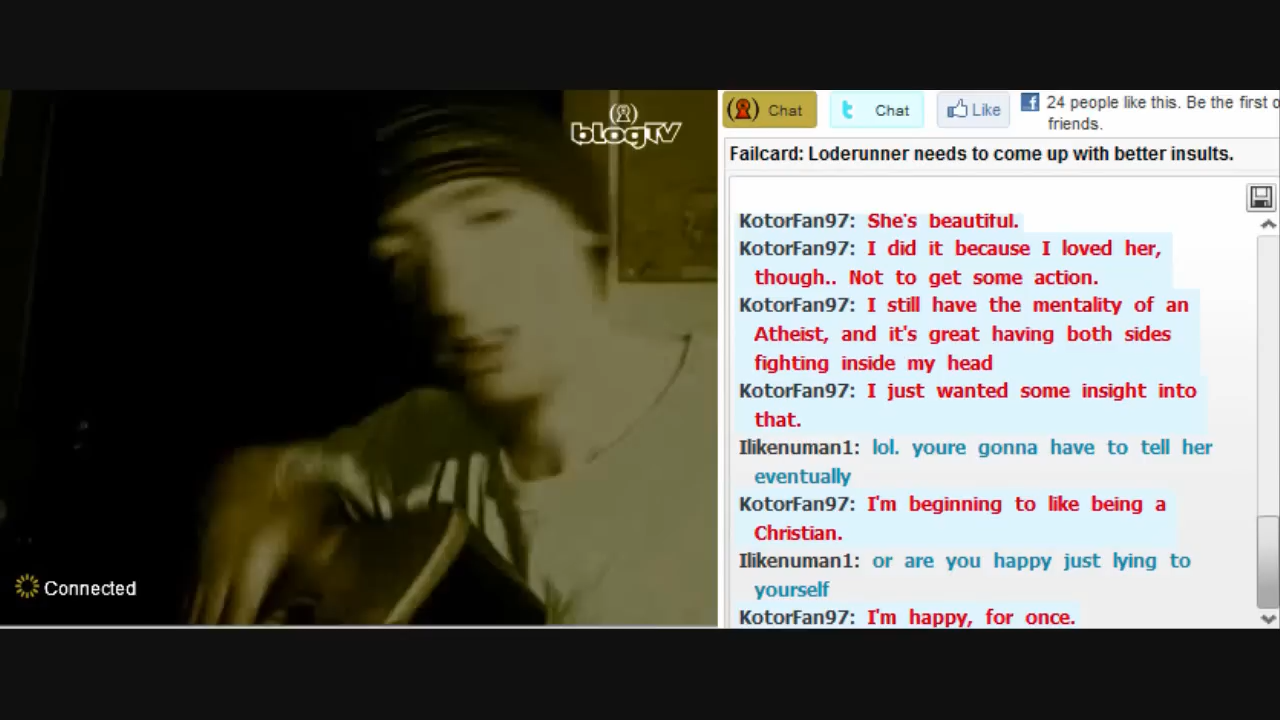 blogTV
Connected
Chat
Chat
Like
24 people like this. Be the first o
friends.
Failcard: Loderunner needs to come up with better insults.
KotorFan97: She's beautiful.
KotorFan97: I did it because I loved her,
though.. Not to get some action.
KotorFan97: I still have the mentality of an
Atheist, and it's great having both sides
fighting inside my head
KotorFan97: I just wanted some insight into
that.
Ilikenuman1: lol. youre gonna have to tell her
eventually
KotorFan97: I'm beginning to like being a
Christian.
Ilikenuman1: or are you happy just lying to
yourself
KotorFan97: I'm happy, for once.